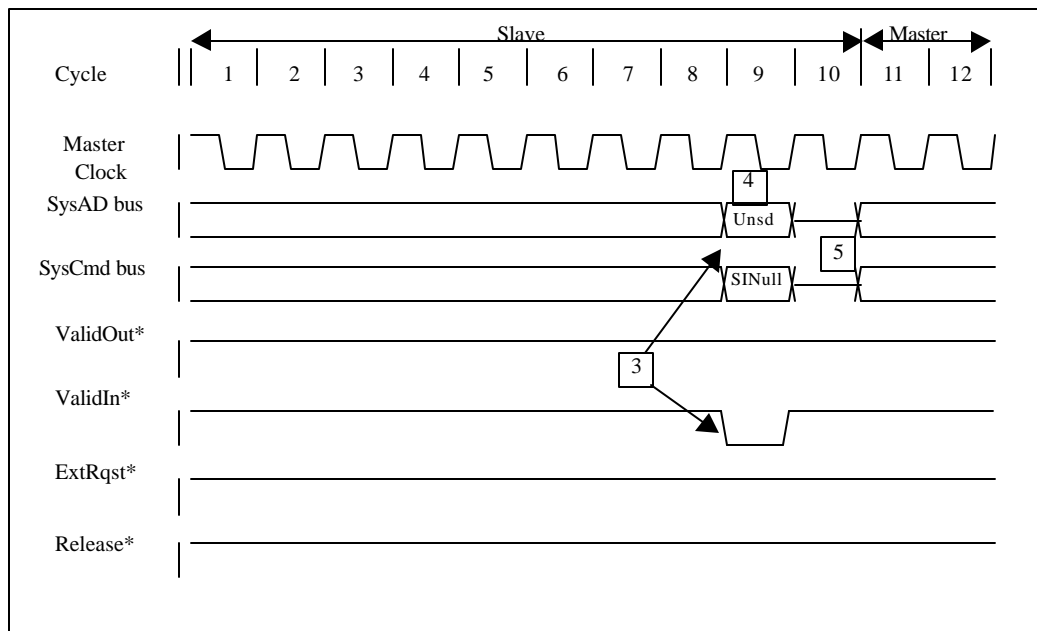 Slave Master
Cycle 1 2 3 4 5 6 7 8 9 10 11 12
Master
Clock
4
SysAD bus Unsd
5
SysCmd bus SINull
ValidOut*
3
ValidIn*
ExtRqst*
Release*